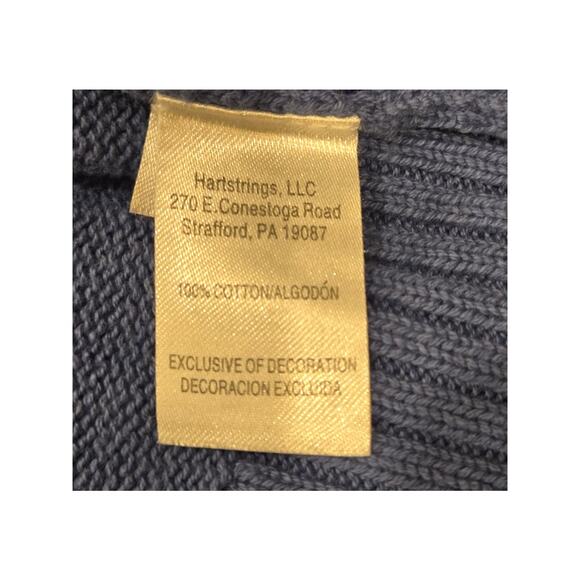 Hartstrings, LLC
270 E.Conestoga Road
Strafford, PA 19087
100% COTTON/ALGODÓN
EXCLUSIVE OF DECORATION
DECORACION EXCLUIDA